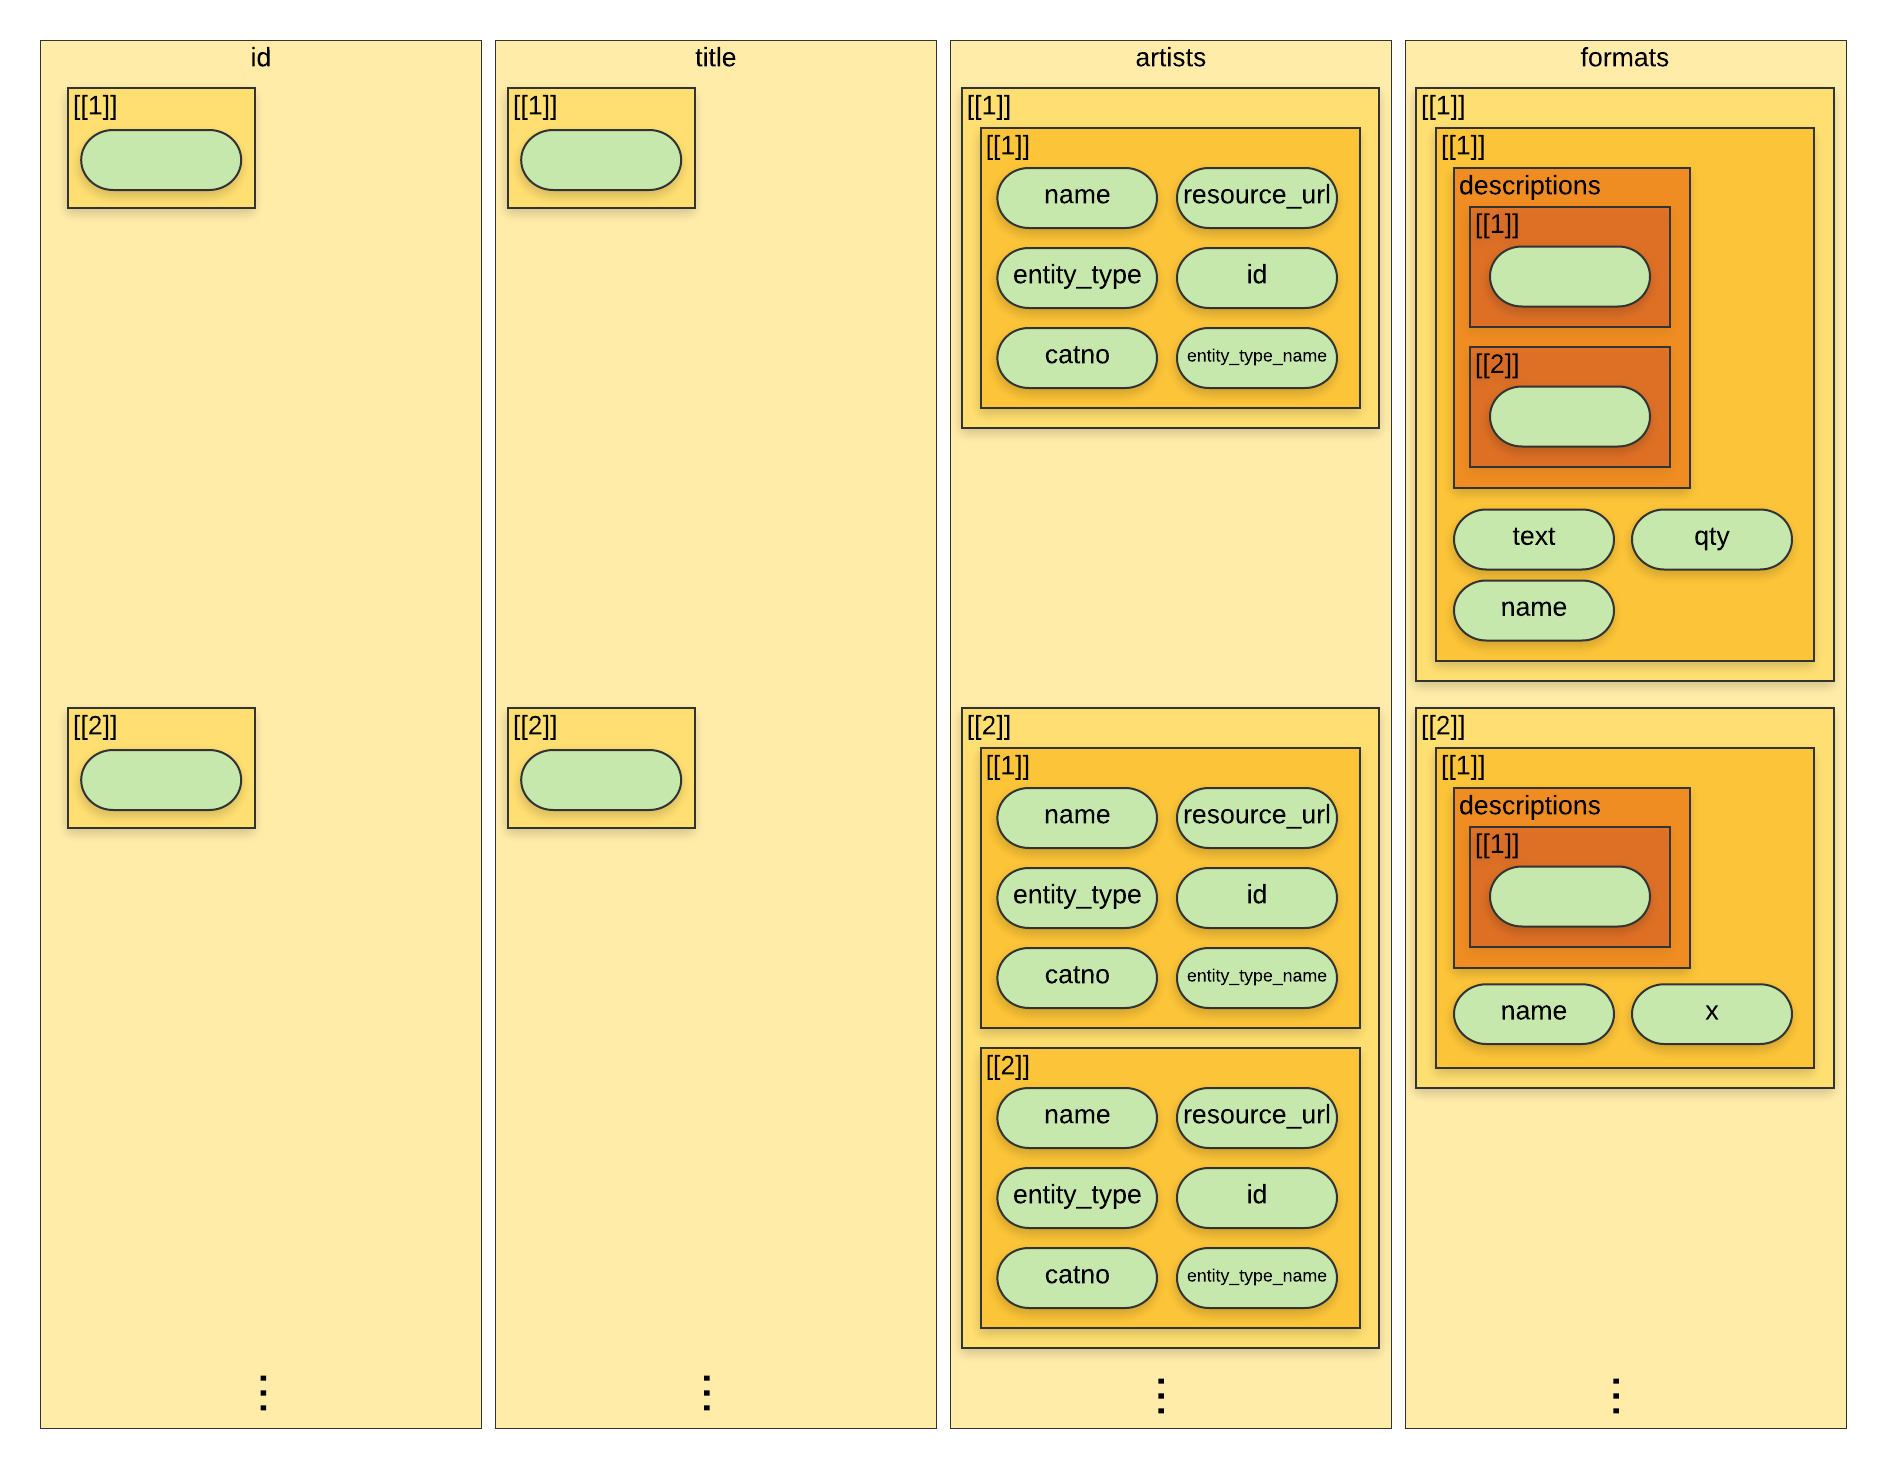 id
[[1]]
[[2]]
title
[[1]]
[[2]]
artists
[[1]]
[[1]]
name resource_url
entity_type id
catno entity_type_name
[[2]]
[[1]]
name resource_url
entity_type id
catno entity_type_name
[[2]]
name resource_url
entity_type id
catno entity_type_name
formats
[[1]]
[[1]]
descriptions
[[1]]
[[2]]
text qty
name
[[2]]
[[1]]
descriptions
[[1]]
name x